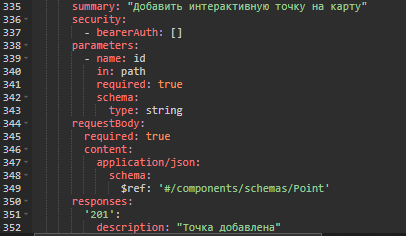 335 summary: "Добавить интерактивную точку на карту"
336 security:
337 - bearerAuth: []
338 parameters:
339 - name: id
340 in: path
341 required: true
342 schema:
343 type: string
344 requestBody:
345 required: true
346 content:
347 application/json:
348 schema:
349 $ref: '#/components/schemas/Point'
350 responses:
351 '201':
352 description: "Точка добавлена"